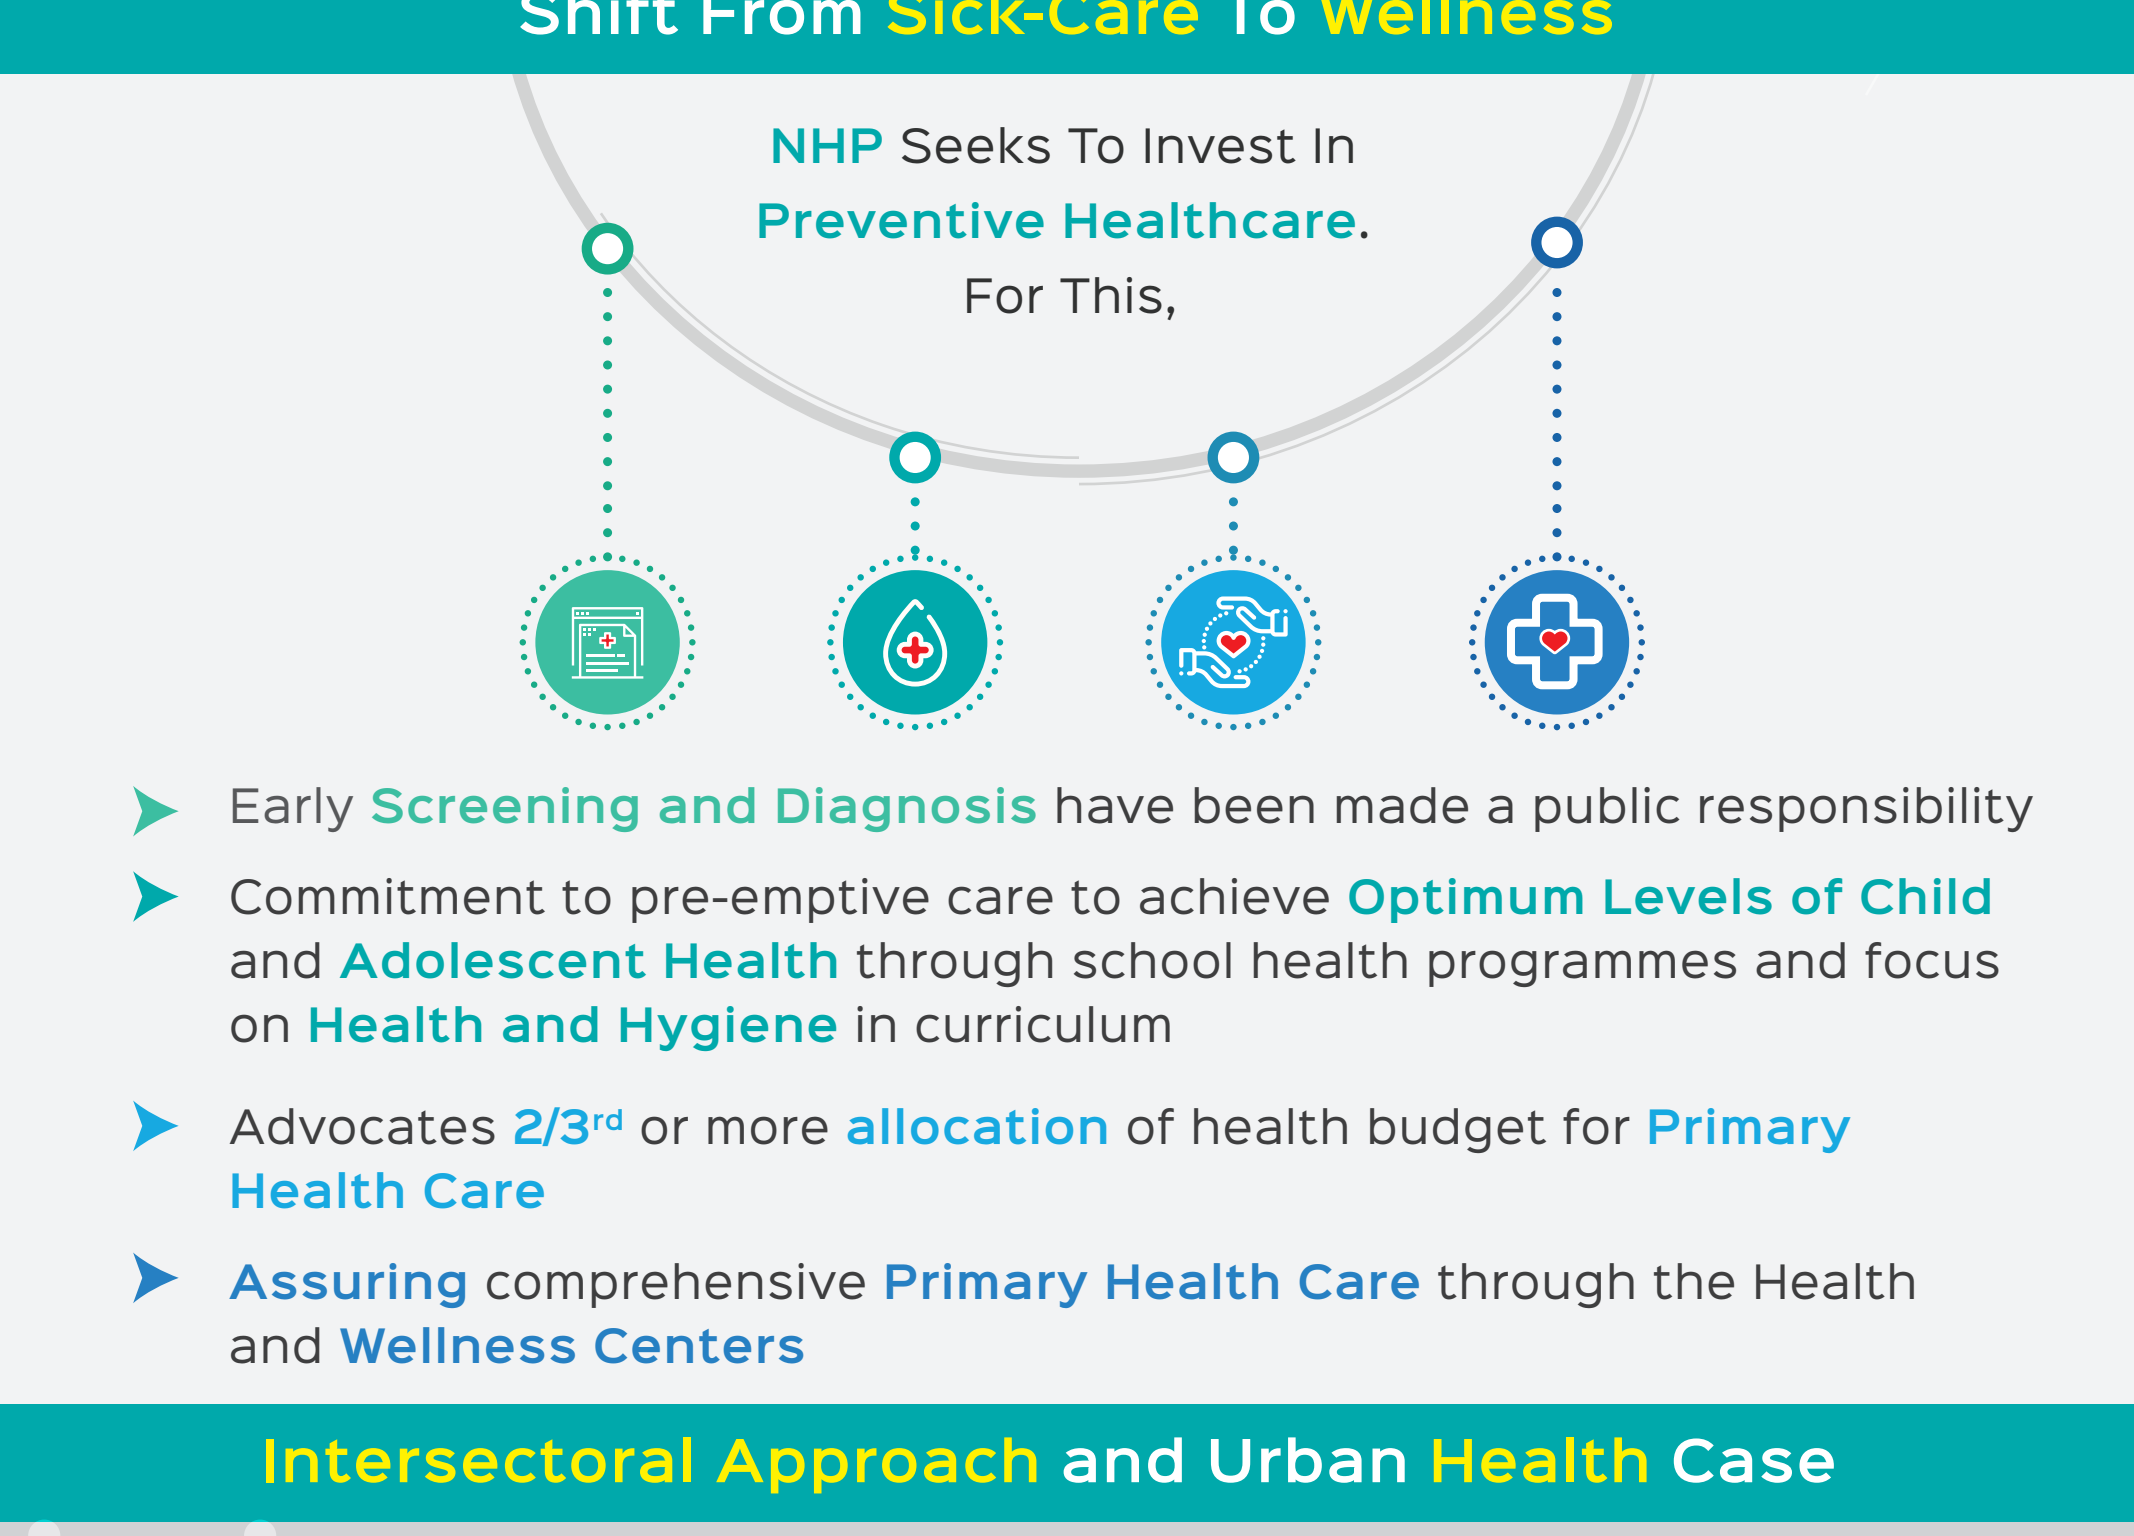 Shift From Sick-Care To Wellness
NHP Seeks To Invest In
Preventive Healthcare.
For This,
Early Screening and Diagnosis have been made a public responsibility
Commitment to pre-emptive care to achieve Optimum Levels of Child
and Adolescent Health through school health programmes and focus
on Health and Hygiene in curriculum
Advocates 2/3rd or more allocation of health budget for Primary
Health Care
Assuring comprehensive Primary Health Care through the Health
and Wellness Centers
Intersectoral Approach and Urban Health Case